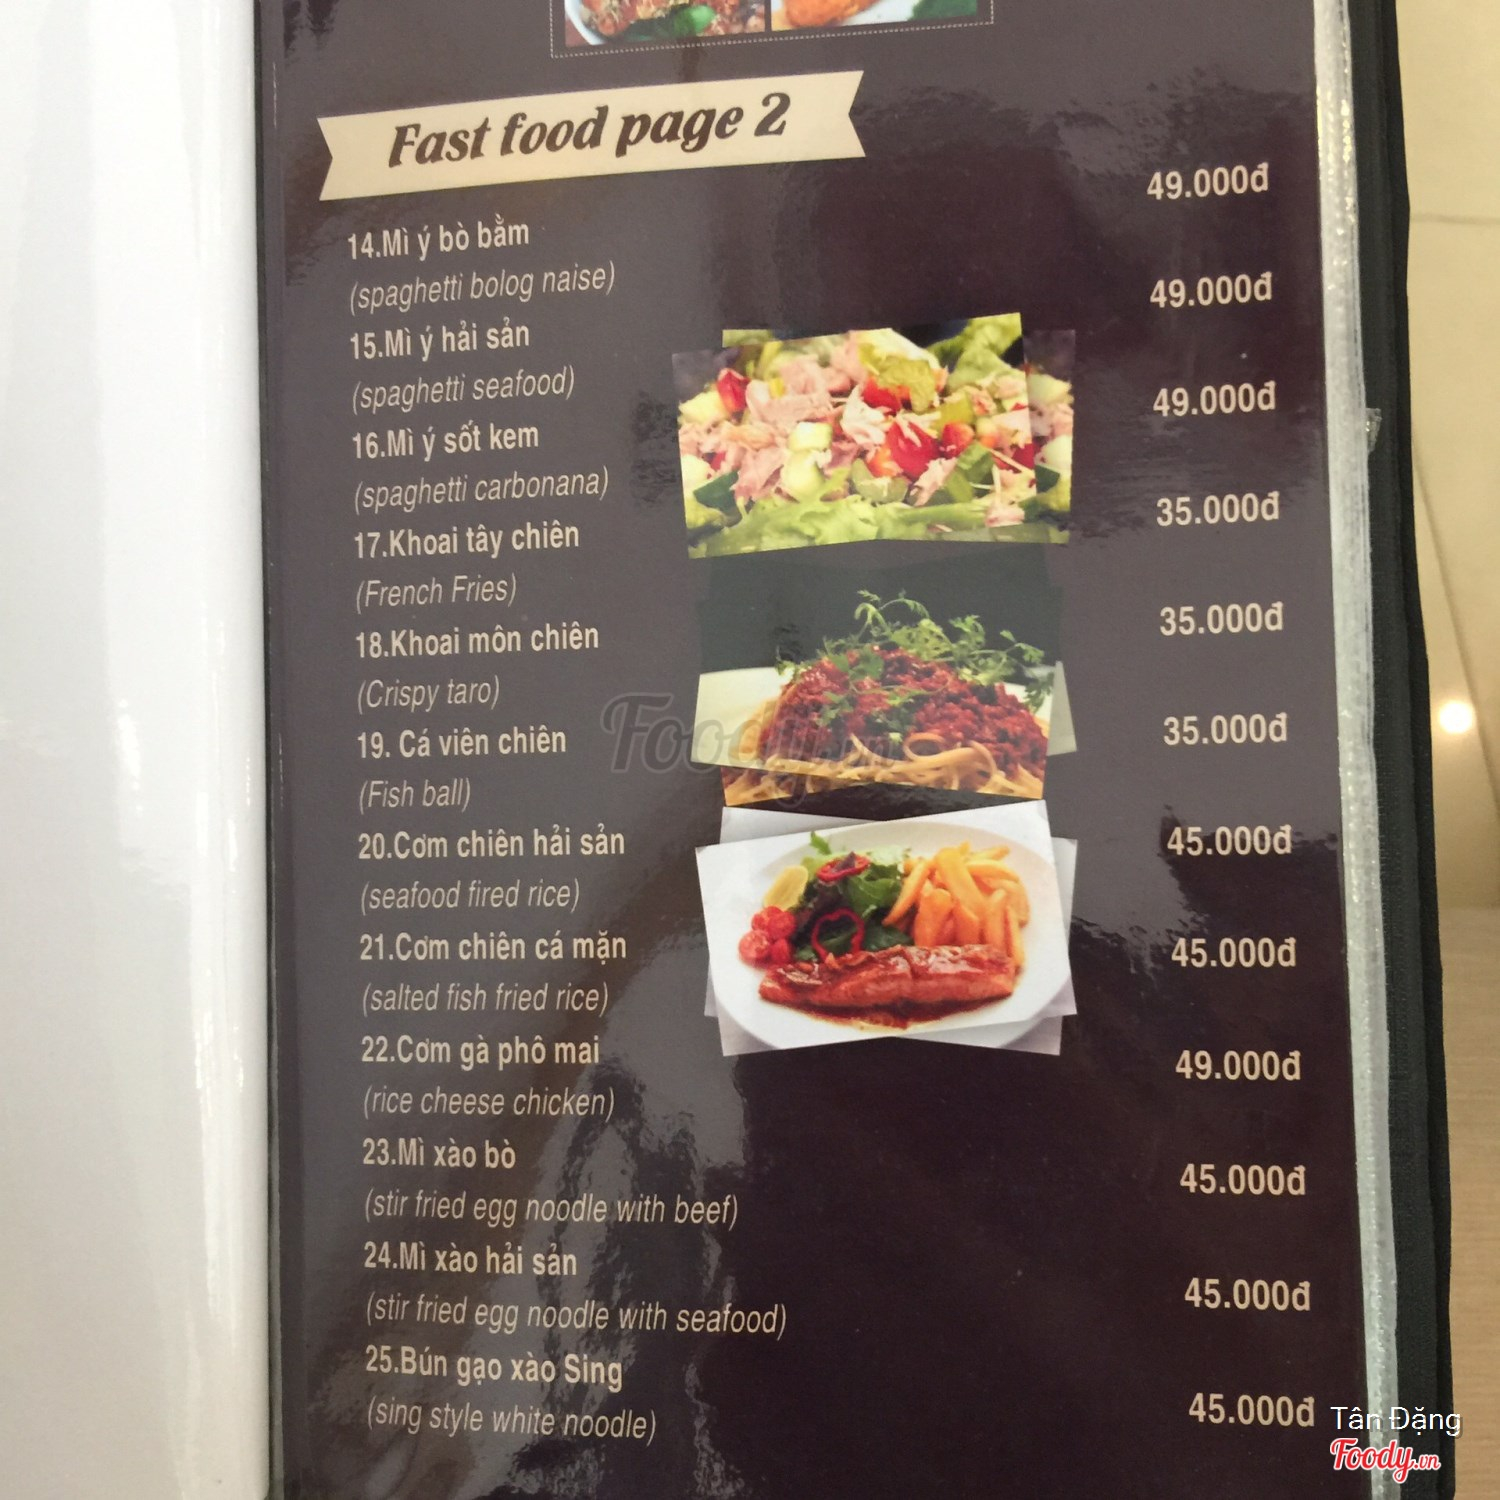 Fast food page 2
14.Mì ý bò bằm 49.000đ
(spaghetti bolog naise)
15.Mì ý hải sản 49.000đ
(spaghetti seafood)
16.Mì ý sốt kem 49.000đ
(spaghetti carbonana)
17.Khoai tây chiên 35.000đ
(French Fries)
18.Khoai môn chiên 35.000đ
(Crispy taro)
19. Cá viên chiên 35.000đ
(Fish ball)
20.Cơm chiên hải sản 45.000đ
(seafood fired rice)
21.Cơm chiên cá mặn 45.000đ
(salted fish fried rice)
22.Cơm gà phô mai 49.000đ
(rice cheese chicken)
23.Mì xào bò 45.000đ
(stir fried egg noodle with beef)
24.Mì xào hải sản 45.000đ
(stir fried egg noodle with seafood)
25.Bún gạo xào Sing 45.000đ
(sing style white noodle)
Foody.vn
Tân Đặng
Foody.vn